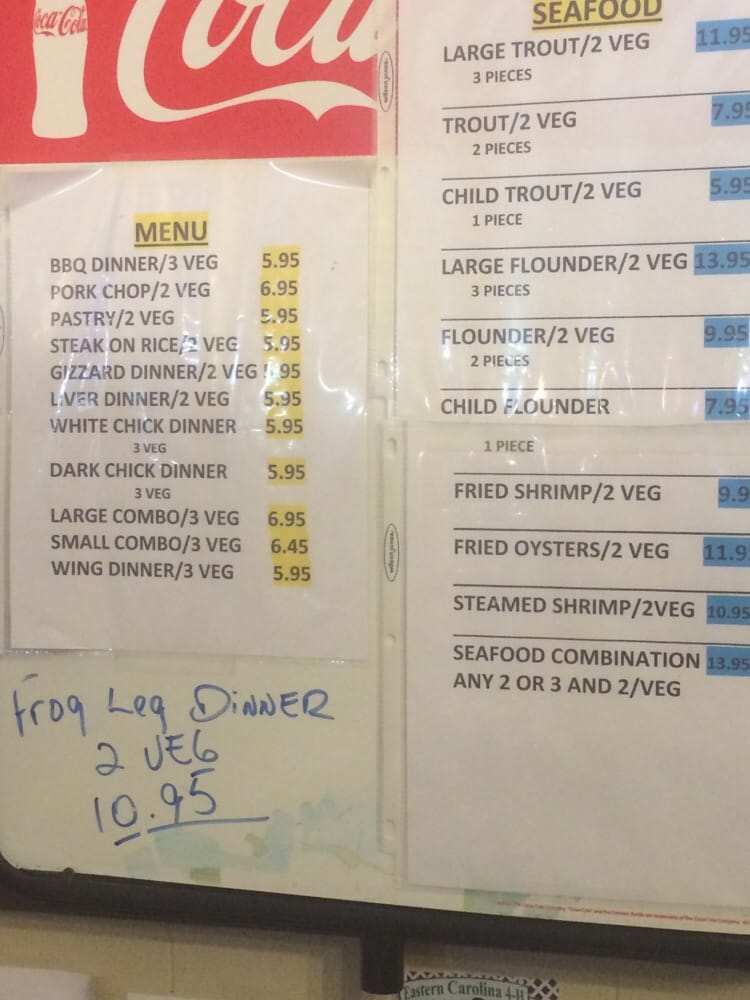 Coca-Cola
Coca
MENU
BBQ DINNER/3 VEG 5.95
PORK CHOP/2 VEG 6.95
PASTRY/2 VEG 5.95
STEAK ON RICE/2 VEG 5.95
GIZZARD DINNER/2 VEG 5.95
LIVER DINNER/2 VEG 5.95
WHITE CHICK DINNER 5.95
3 VEG
DARK CHICK DINNER 5.95
3 VEG
LARGE COMBO/3 VEG 6.95
SMALL COMBO/3 VEG 6.45
WING DINNER/3 VEG 5.95
Frog Leg DINNER
2 VEG
10.95
SEAFOOD
LARGE TROUT/2 VEG 11.95
3 PIECES
TROUT/2 VEG 7.95
2 PIECES
CHILD TROUT/2 VEG 5.95
1 PIECE
LARGE FLOUNDER/2 VEG 13.95
3 PIECES
FLOUNDER/2 VEG 9.95
2 PIECES
CHILD FLOUNDER 7.95
1 PIECE
FRIED SHRIMP/2 VEG 9.9
FRIED OYSTERS/2 VEG 11.9
STEAMED SHRIMP/2VEG 10.95
SEAFOOD COMBINATION 13.95
ANY 2 OR 3 AND 2/VEG
Eastern Carolina 4-H